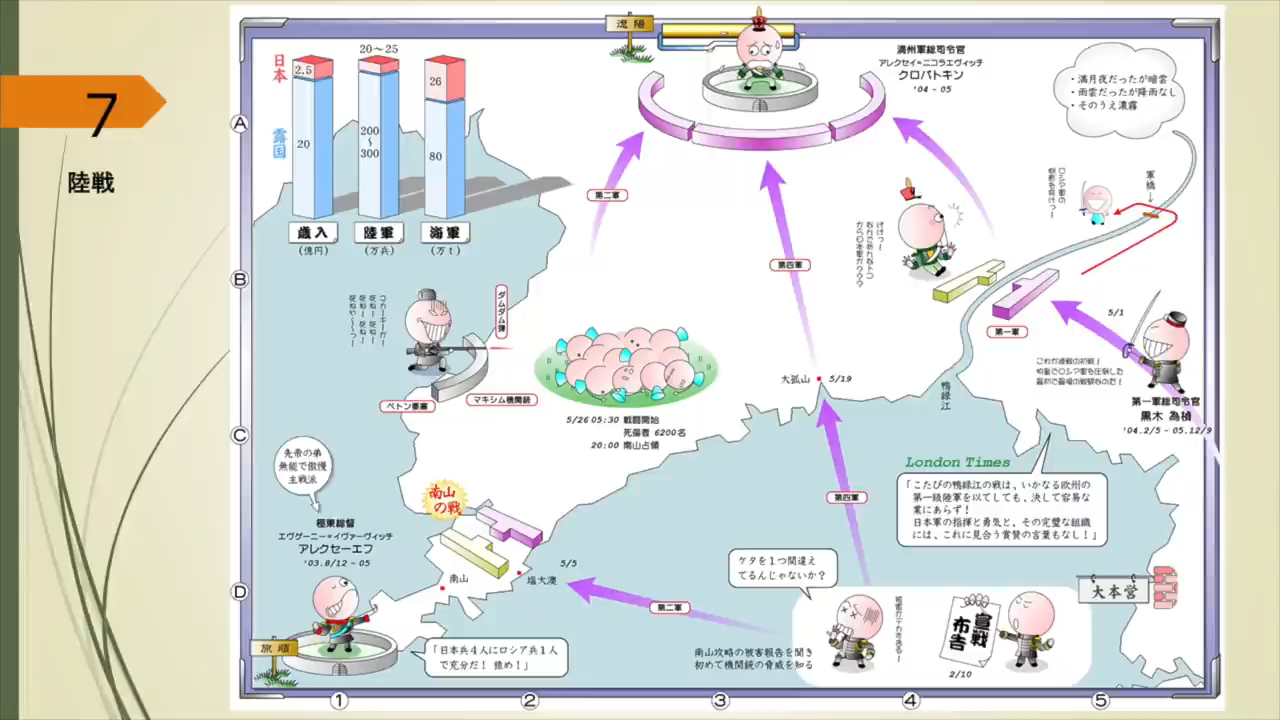 7
陸戦
日本
露国
2.5
20
20～25
200
～
300
26
80
歳入
(億円)
陸軍
(万兵)
海軍
(万t)
A
B
C
D
遼陽
満州軍総司令官
アレクセイ=ニコラエヴィッチ
クロパトキン
'04 - 05
・満月夜だったが暗雲
・雨雲だったが降雨なし
・そのうえ濃霧
軍橋→
第二軍
第四軍
第一軍
5/1
これが陸戦の初戦！
第一軍総司令官
黒木 為楨
'04.2/5 - 05.12/9
鴨緑江
ダムダム弾
マキシム機関銃
ベトン要塞
5/26 05:30 戦闘開始
死傷者 6200名
20:00 南山占領
大孤山
5/19
先帝の弟
無能で傲慢
主戦派
極東総督
エヴゲーニー=イヴァーヴィッチ
アレクセーエフ
'03.8/12 - 05
南山
の戦
南山
塩大澳
5/5
第二軍
第四軍
London Times
「こたびの鴨緑江の戦は、いかなる欧州の
第一級陸軍を以てしても、決して容易な
業にあらず！
日本軍の指揮と勇気と、その完璧な組織
には、これに見合う賞賛の言葉もなし！」
ケタを１つ間違え
てるんじゃないか？
大本営
宣戦
布告
2/10
南山攻略の被害報告を聞き
初めて機関銃の脅威を知る
旅順
「日本兵４人にロシア兵１人
で充分だ！ 殪め！」
1
2
3
4
5